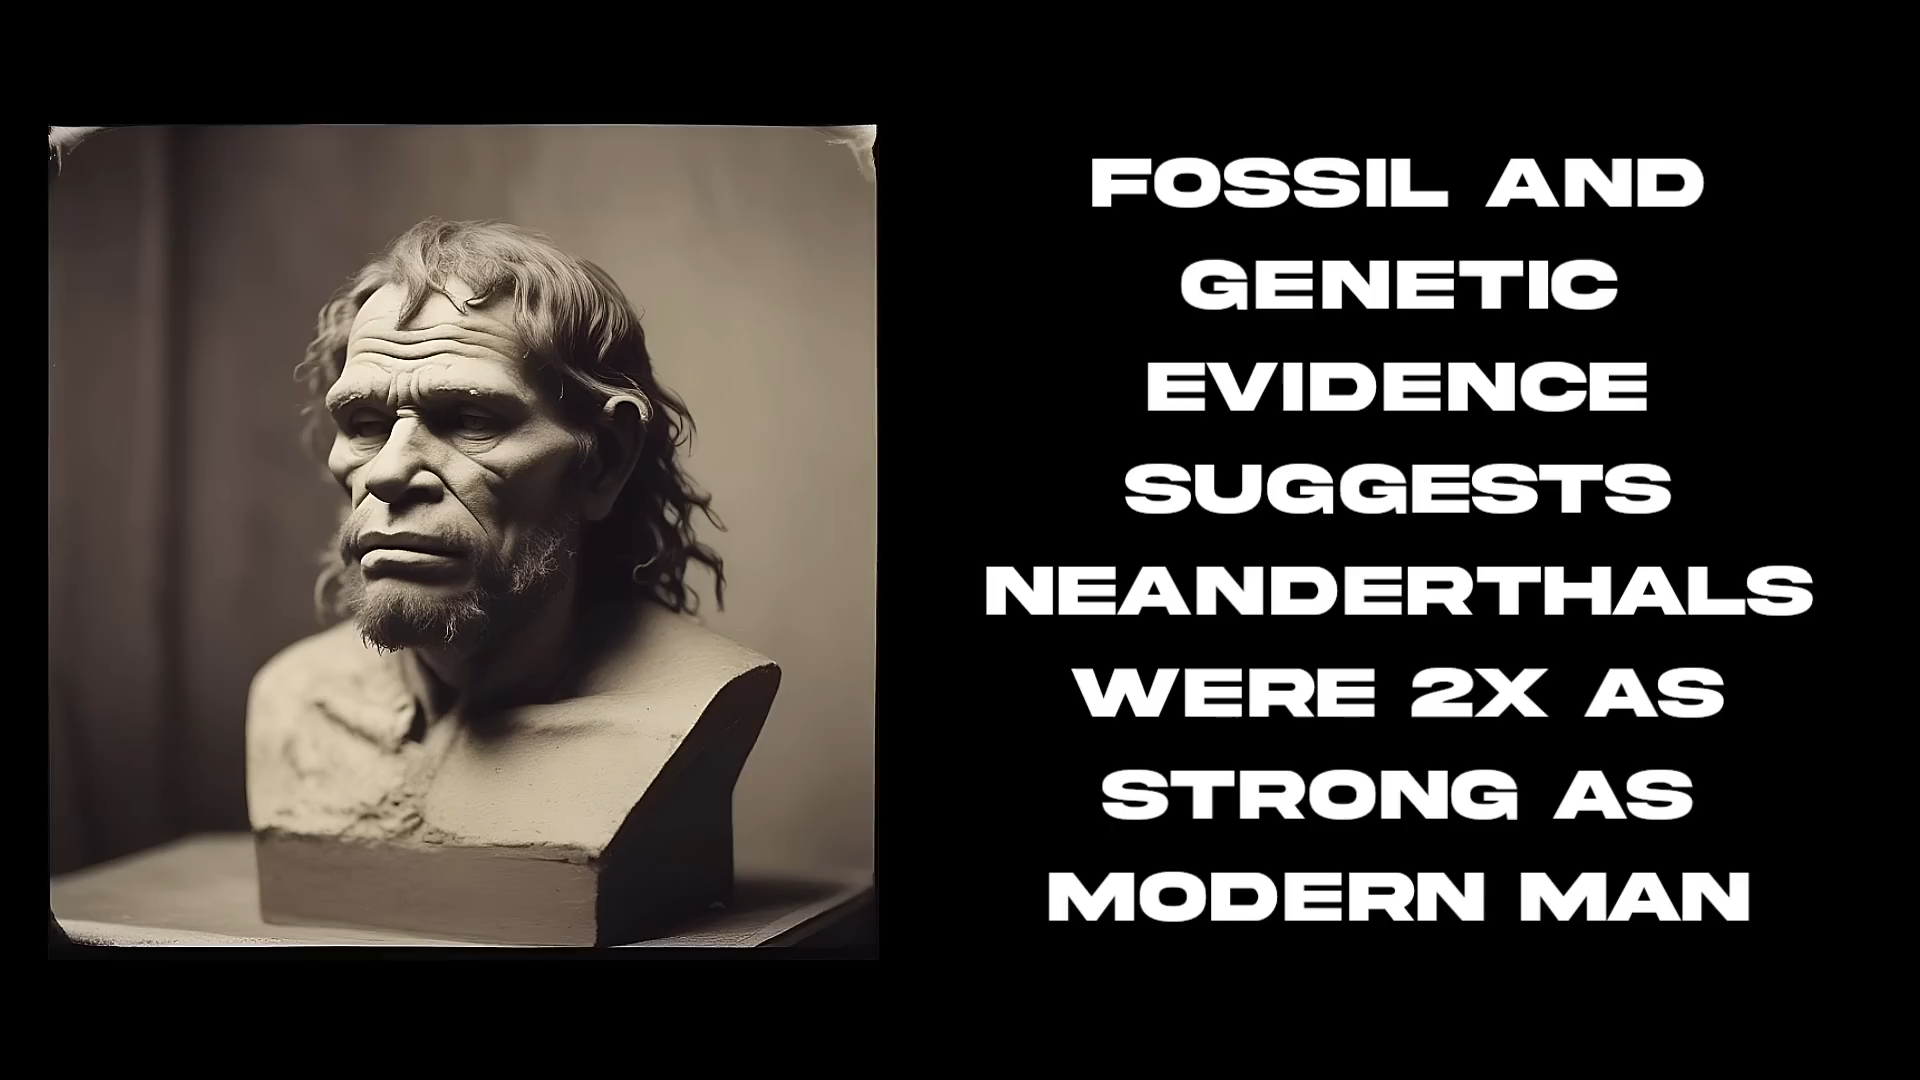 FOSSIL AND
GENETIC
EVIDENCE
SUGGESTS
NEANDERTHALS
WERE 2X AS
STRONG AS
MODERN MAN